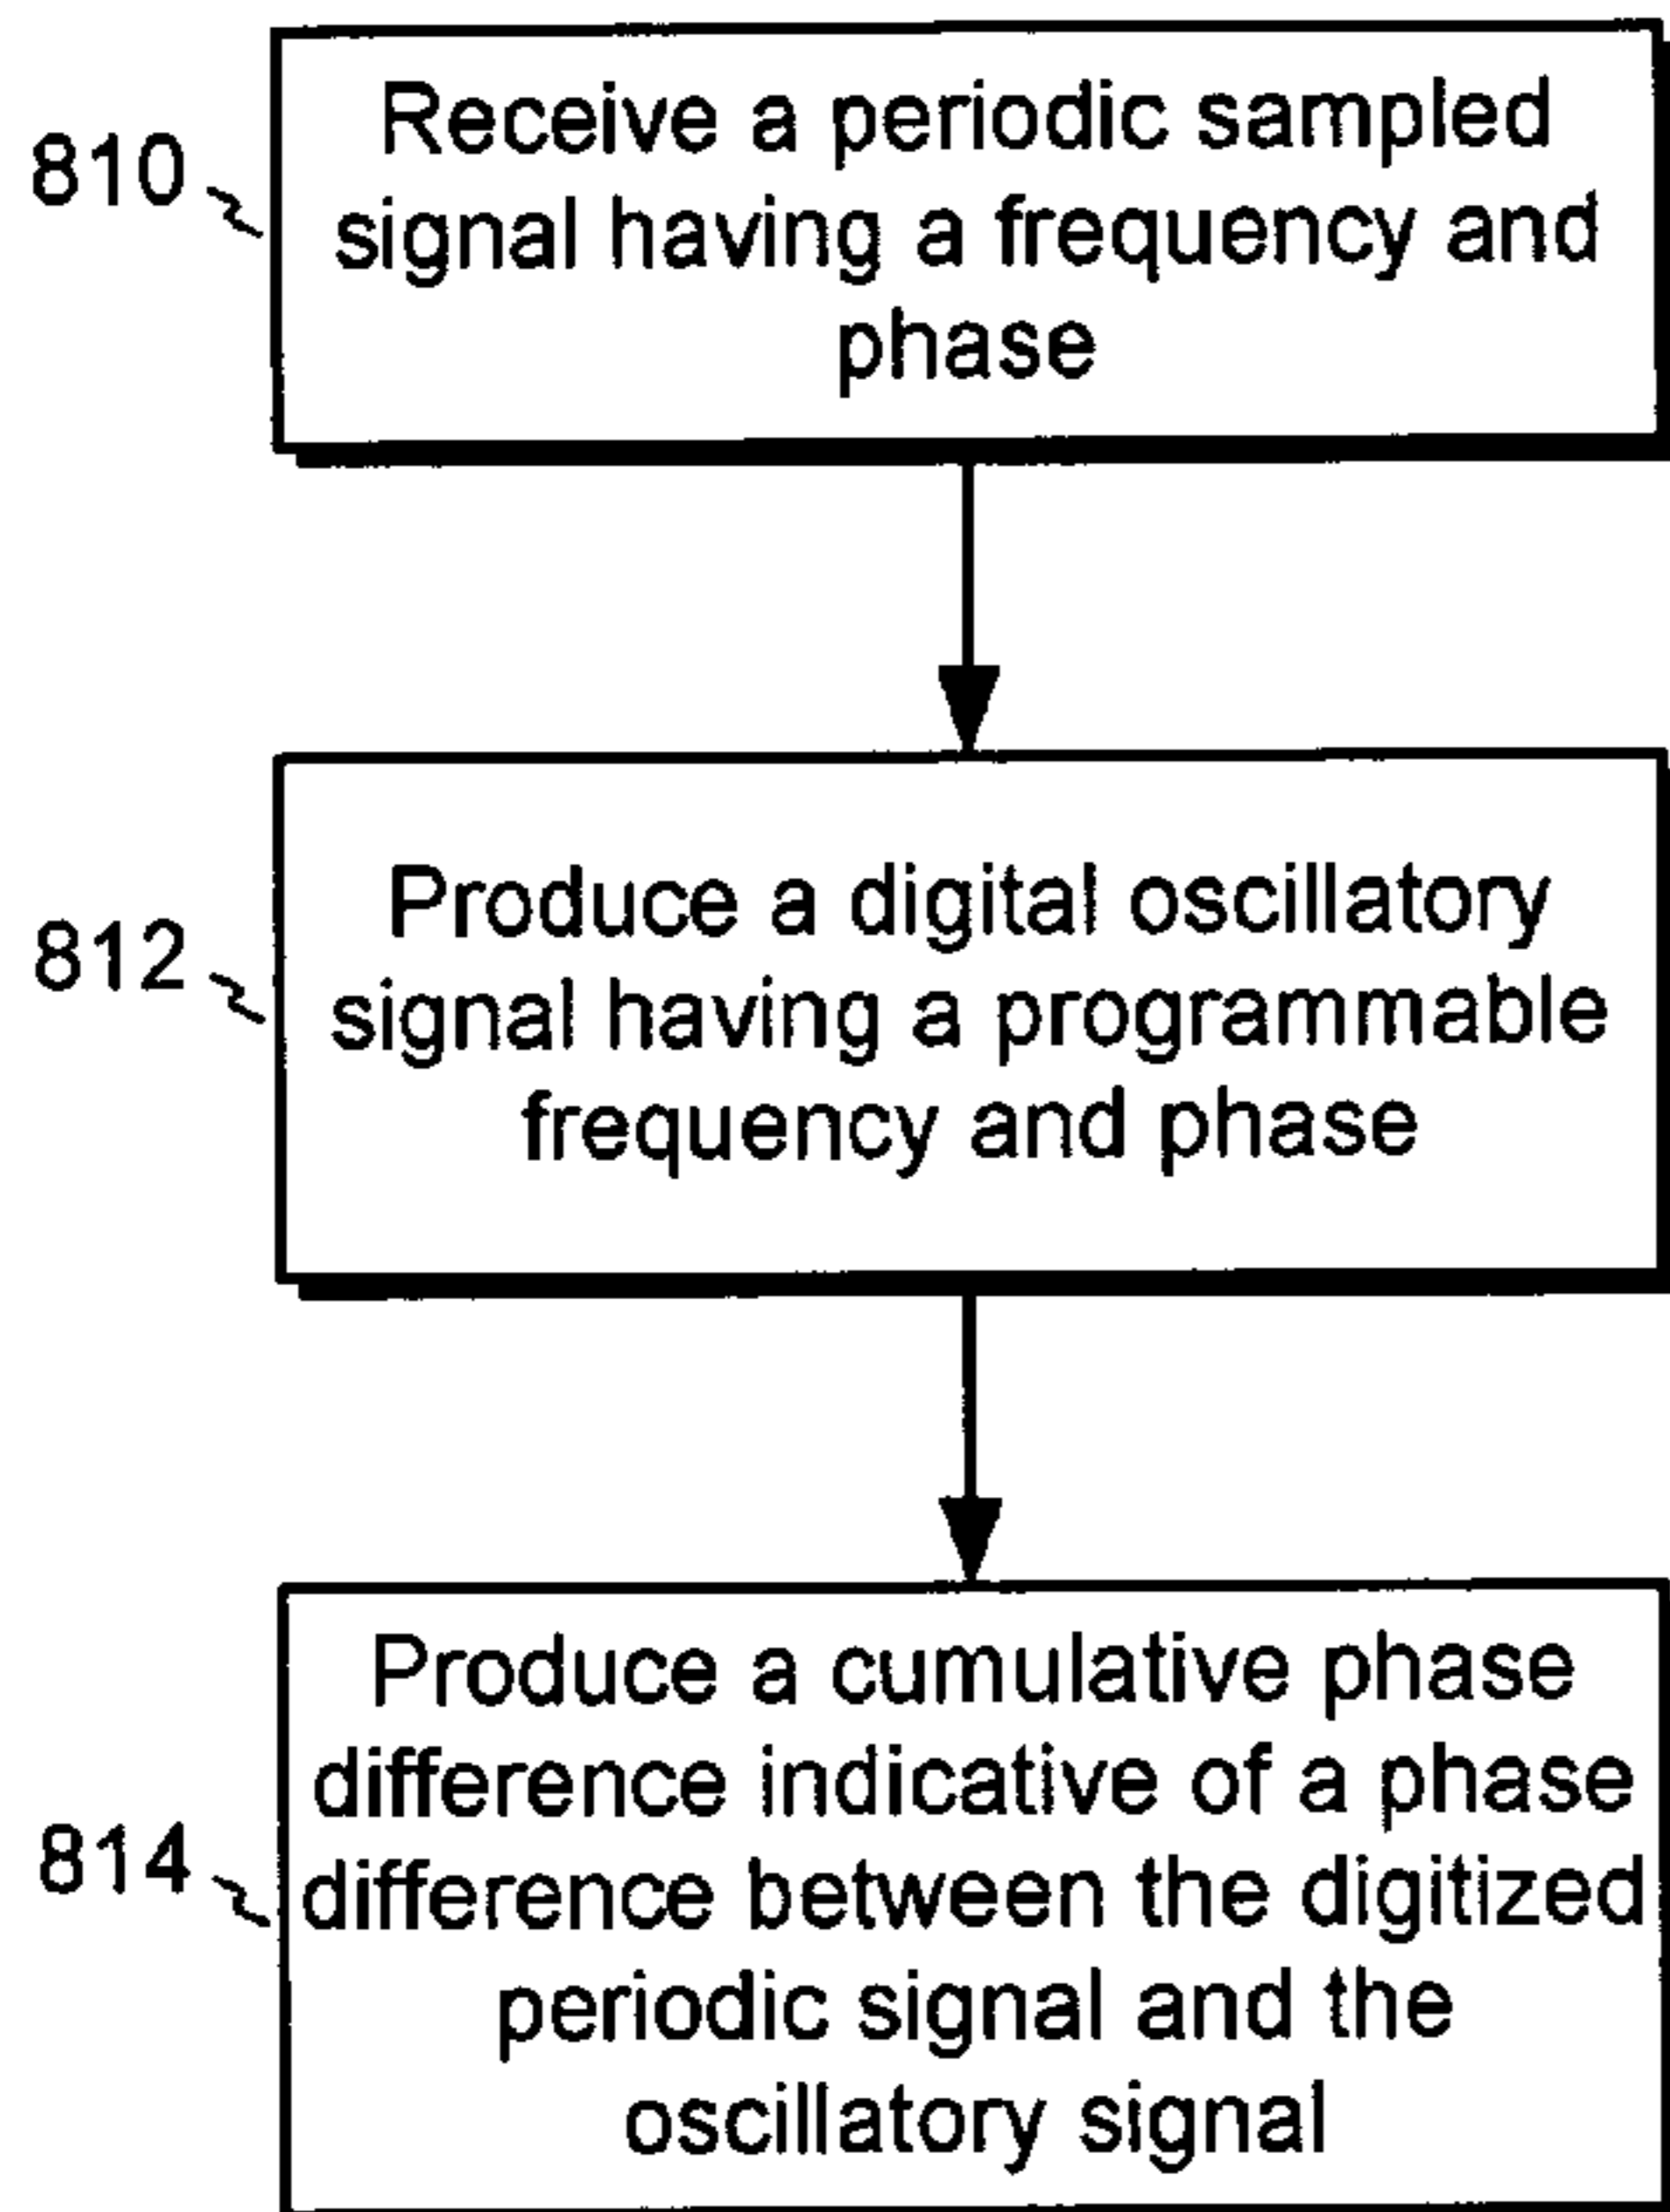 810
Receive a periodic sampled
signal having a frequency and
phase
812
Produce a digital oscillatory
signal having a programmable
frequency and phase
814
Produce a cumulative phase
difference indicative of a phase
difference between the digitized
periodic signal and the
oscillatory signal